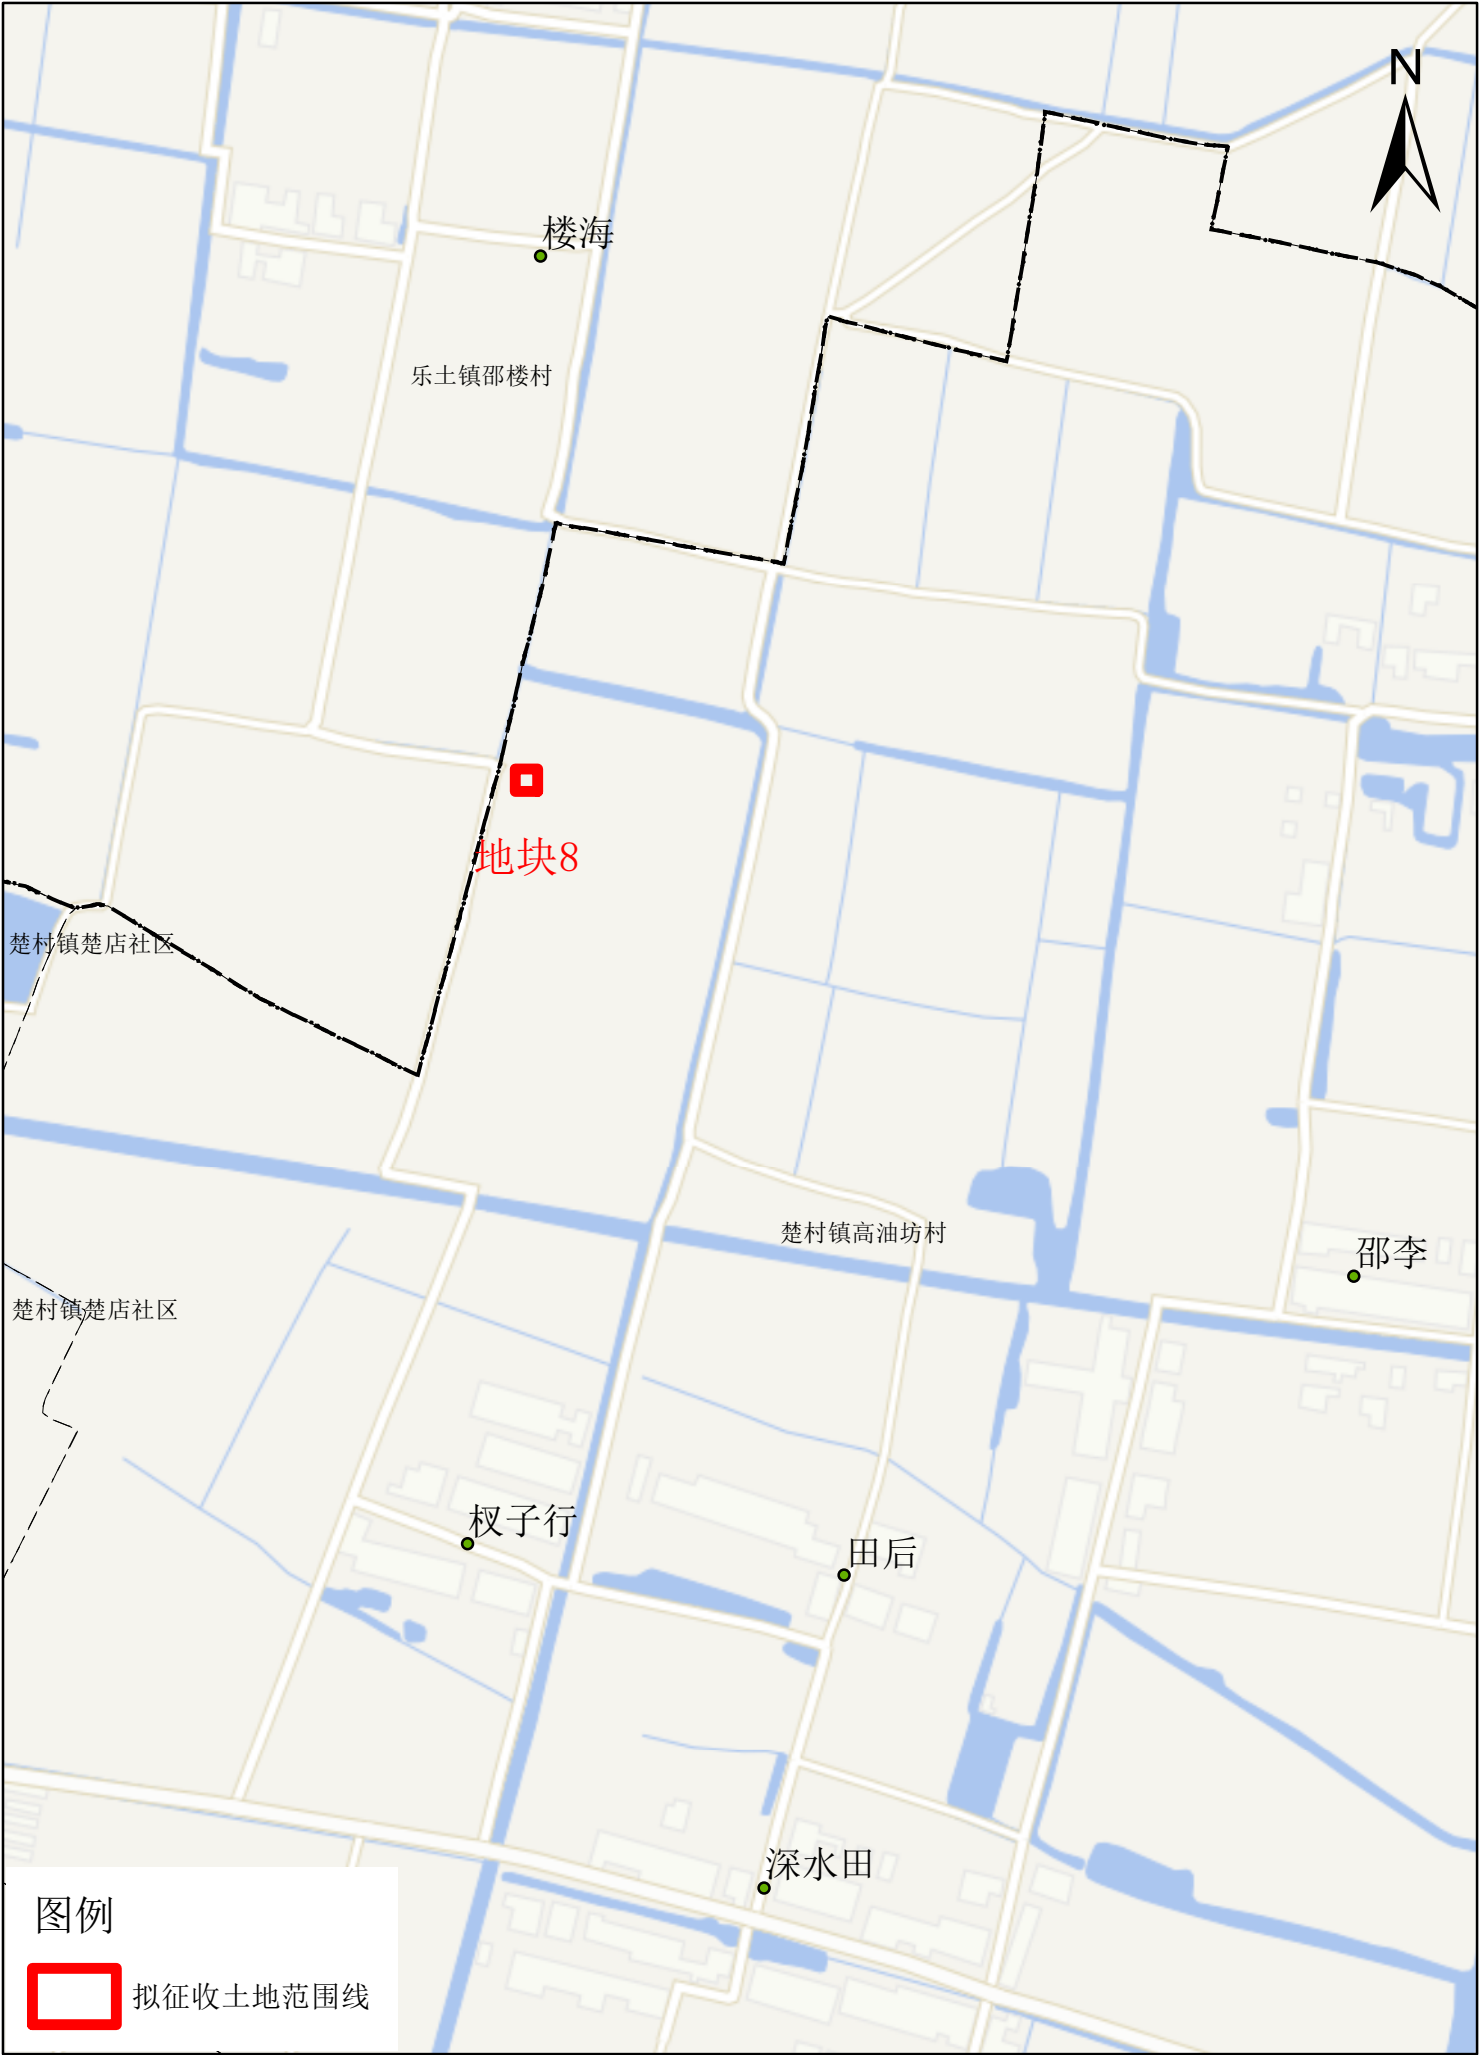 N
楼海
乐土镇邵楼村
地块8
楚村镇楚店社区
楚村镇高油坊村
邵李
楚村镇楚店社区
杈子行
田后
深水田
图例
拟征收土地范围线